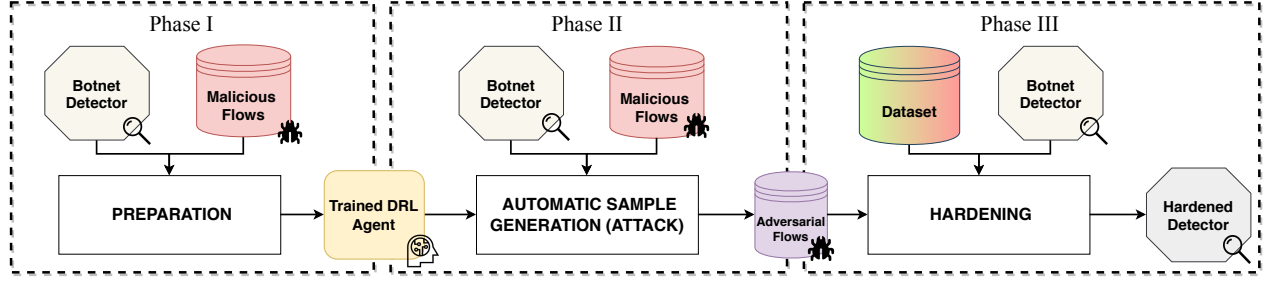 Phase I
Botnet
Detector
Malicious
Flows
PREPARATION
Trained DRL
Agent
Phase II
Botnet
Detector
Malicious
Flows
AUTOMATIC SAMPLE
GENERATION (ATTACK)
Adversarial
Flows
Phase III
Dataset
Botnet
Detector
HARDENING
Hardened
Detector